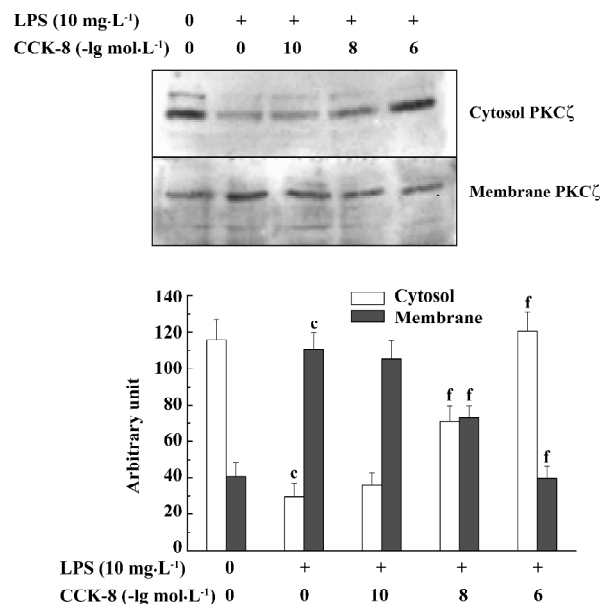 LPS (10 mg·L⁻¹) 0 + + + +
CCK-8 (-lg mol·L⁻¹) 0 0 10 8 6
Cytosol PKCζ
Membrane PKCζ
Cytosol
Membrane
Arbitrary unit
140
120
100
80
60
40
20
0
c
c
f
f
f
f
LPS (10 mg·L⁻¹) 0 + + + +
CCK-8 (-lg mol·L⁻¹) 0 0 10 8 6